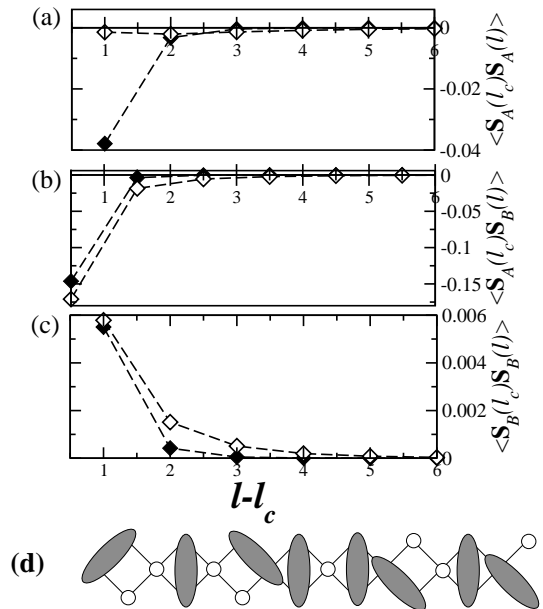 (a)
0
1 2 3 4 5 6
-0.02
-0.04
<S_A(l_c)S_A(l)>
(b)
0
1 2 3 4 5 6
-0.05
-0.1
-0.15
<S_A(l_c)S_B(l)>
(c)
0.006
0.004
0.002
0
1 2 3 4 5 6
<S_B(l_c)S_B(l)>
l-l_c
(d)